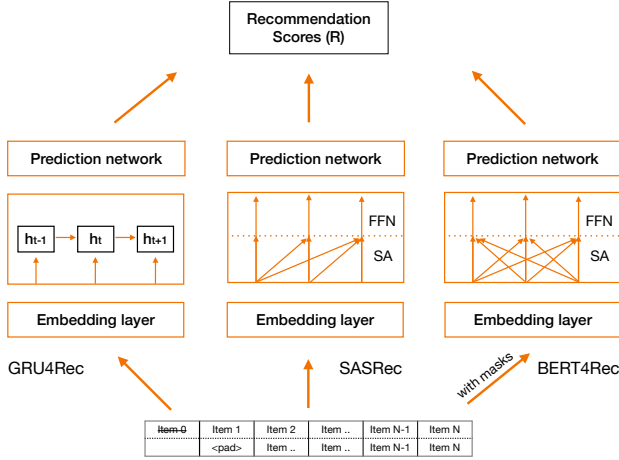 Recommendation
Scores (R)
Prediction network
Prediction network
Prediction network
ht-1
ht
ht+1
FFN
SA
FFN
SA
Embedding layer
Embedding layer
Embedding layer
GRU4Rec
SASRec
with masks
BERT4Rec
Item 0 Item 1 Item 2 Item .. Item N-1 Item N
<pad> Item .. Item .. Item N-1 Item N